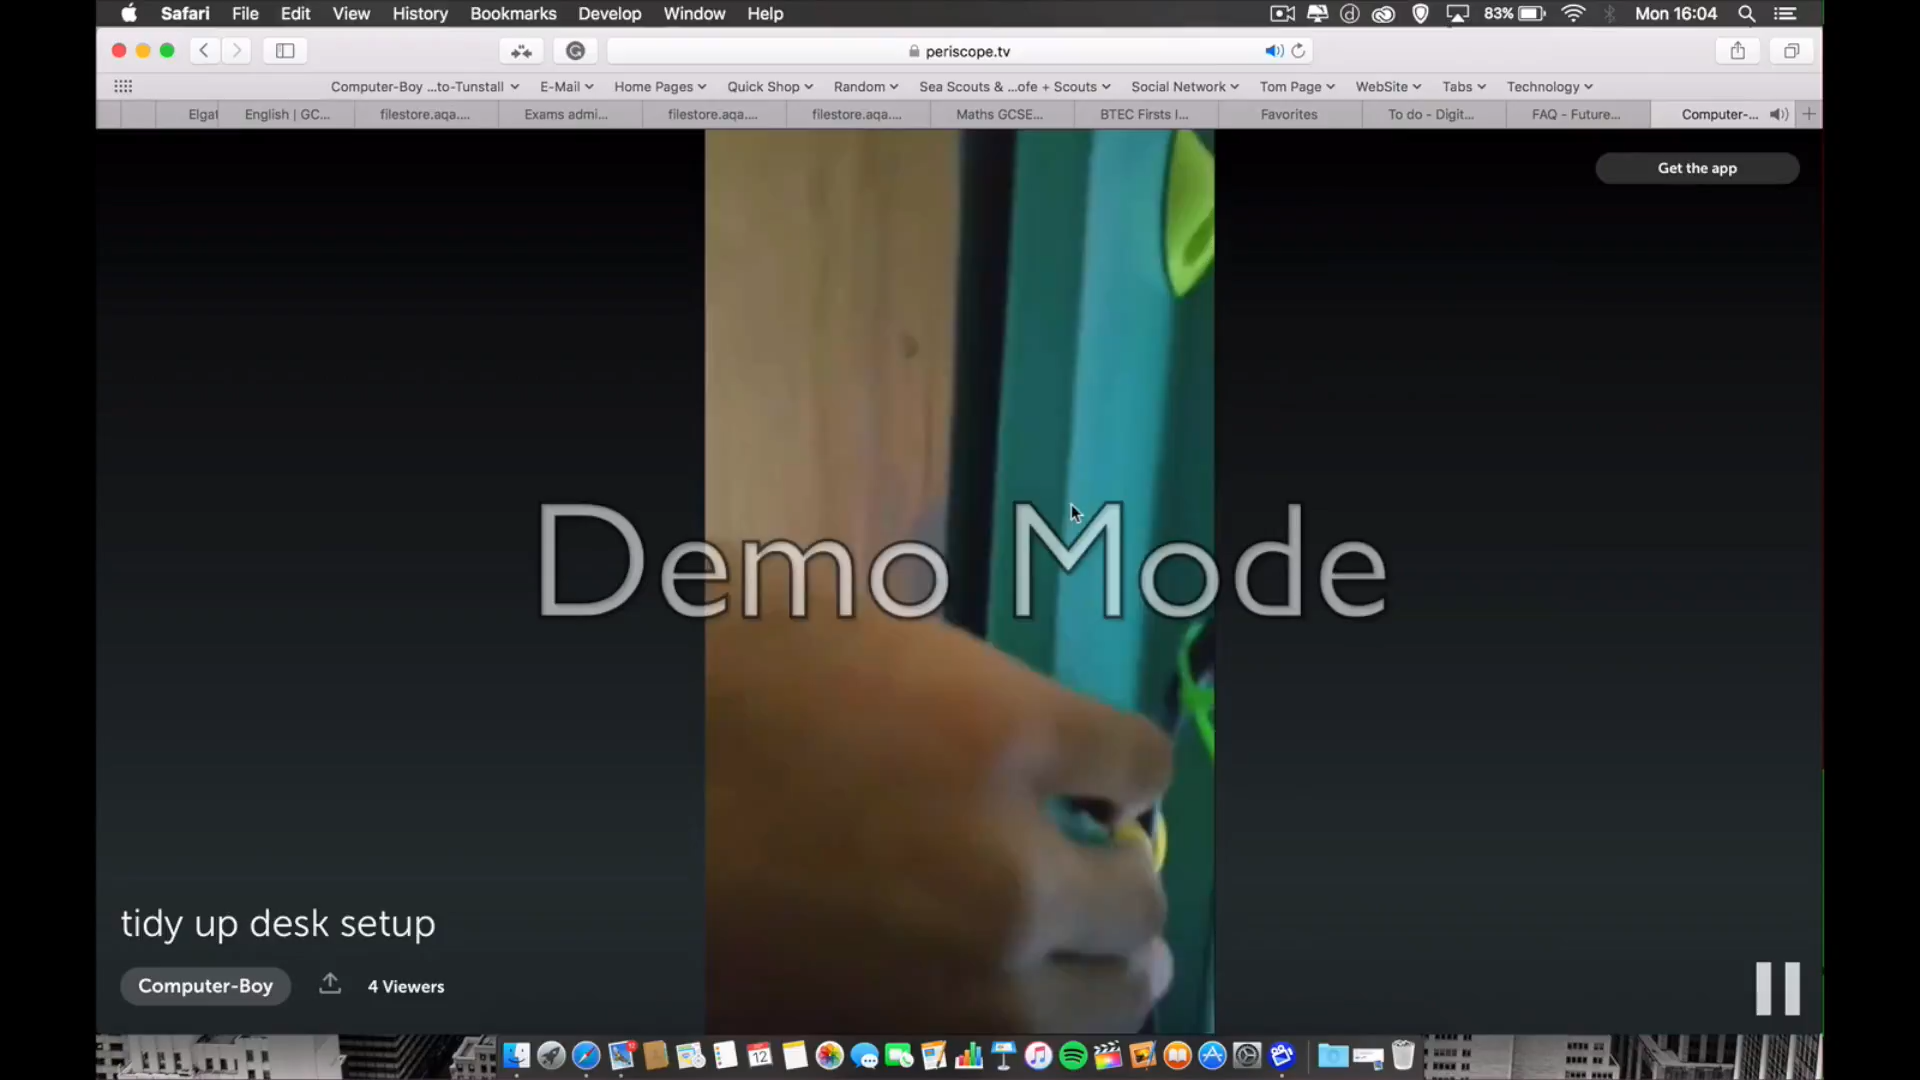 Safari File Edit View History Bookmarks Develop Window Help 83% Mon 16:04
periscope.tv
Computer-Boy ...to-Tunstall E-Mail Home Pages Quick Shop Random Sea Scouts & ...ofe + Scouts Social Network Tom Page WebSite Tabs Technology
Elgat English | GC... filestore.aqa.... Exams admi... filestore.aqa.... filestore.aqa.... Maths GCSE... BTEC Firsts I... Favorites To do - Digit... FAQ - Future... Computer-...
Get the app
Demo Mode
tidy up desk setup
Computer-Boy 4 Viewers
12 12